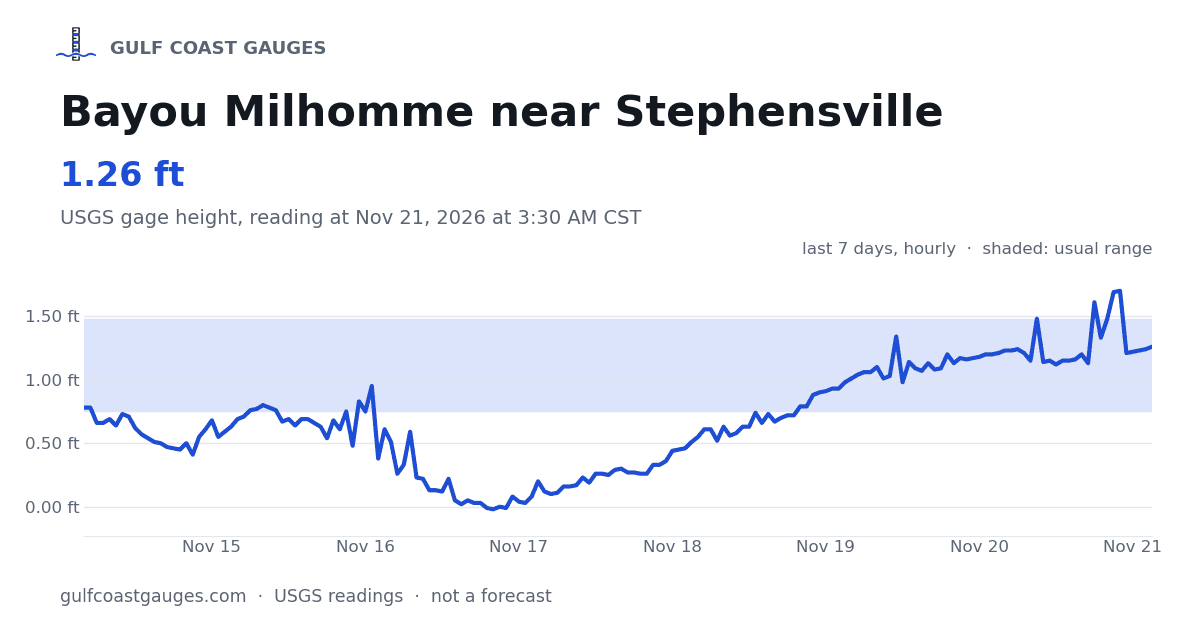 GULF COAST GAUGES
Bayou Milhomme near Stephensville
1.26 ft
USGS gage height, reading at Nov 21, 2026 at 3:30 AM CST
last 7 days, hourly · shaded: usual range
1.50 ft
1.00 ft
0.50 ft
0.00 ft
Nov 15 Nov 16 Nov 17 Nov 18 Nov 19 Nov 20 Nov 21
gulfcoastgauges.com · USGS readings · not a forecast